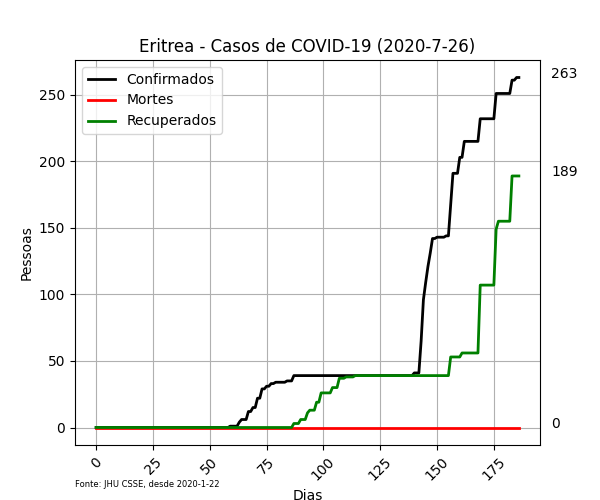 Eritrea - Casos de COVID-19 (2020-7-26)
Confirmados
Mortes
Recuperados
263
189
0
Pessoas
250
200
150
100
50
0
0
25
50
75
100
125
150
175
Fonte: JHU CSSE, desde 2020-1-22
Dias